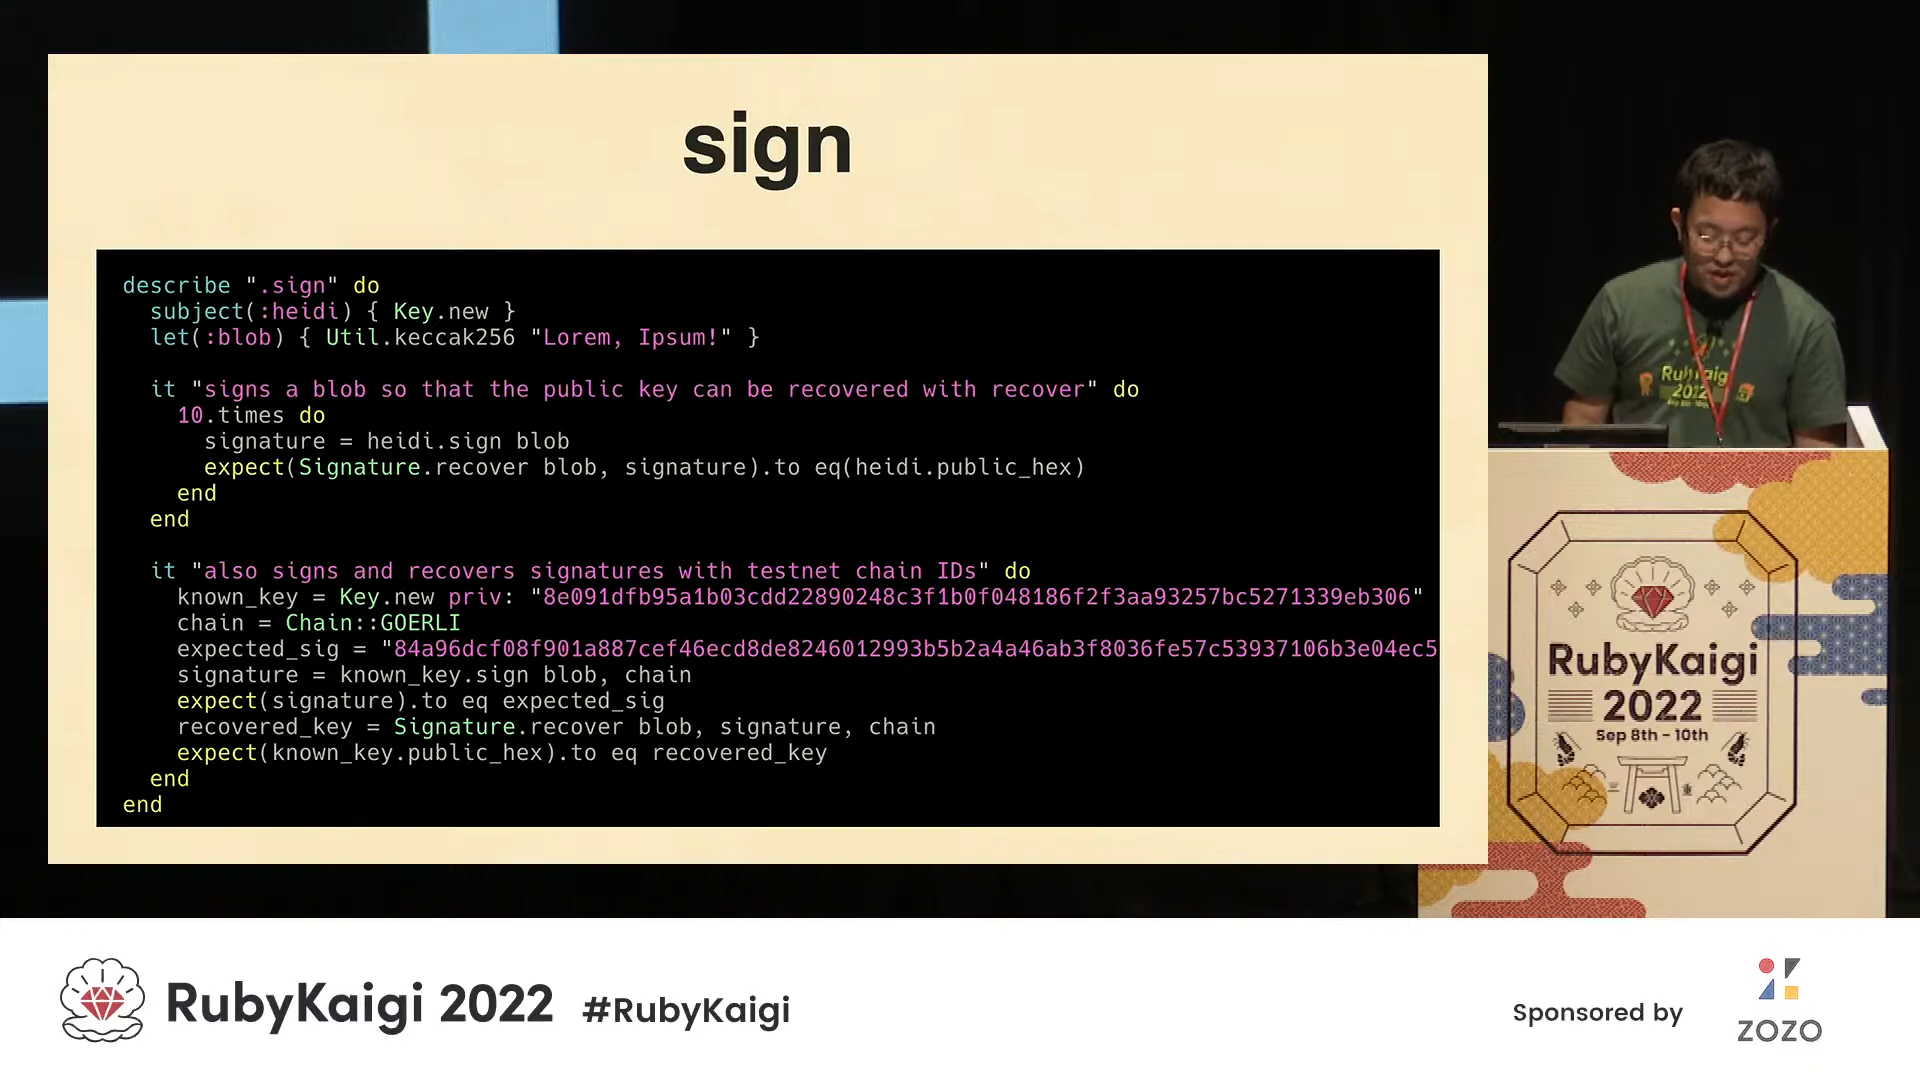 sign
describe ".sign" do
  subject(:heidi) { Key.new }
  let(:blob) { Util.keccak256 "Lorem, Ipsum!" }
  it "signs a blob so that the public key can be recovered with recover" do
    10.times do
      signature = heidi.sign blob
      expect(Signature.recover blob, signature).to eq(heidi.public_hex)
    end
  end
  it "also signs and recovers signatures with testnet chain IDs" do
    known_key = Key.new priv: "8e091dfb95a1b03cdd22890248c3f1b0f048186f2f3aa93257bc5271339eb306"
    chain = Chain::GOERLI
    expected_sig = "84a96dcf08f901a887cef46ecd8de8246012993b5b2a4a46ab3f8036fe57c53937106b3e04ec5
    signature = known_key.sign blob, chain
    expect(signature).to eq expected_sig
    recovered_key = Signature.recover blob, signature, chain
    expect(known_key.public_hex).to eq recovered_key
  end
end
RubyKaigi
2022
RubyKaigi
2022
Sep 8th - 10th
RubyKaigi 2022 #RubyKaigi
Sponsored by
ZOZO